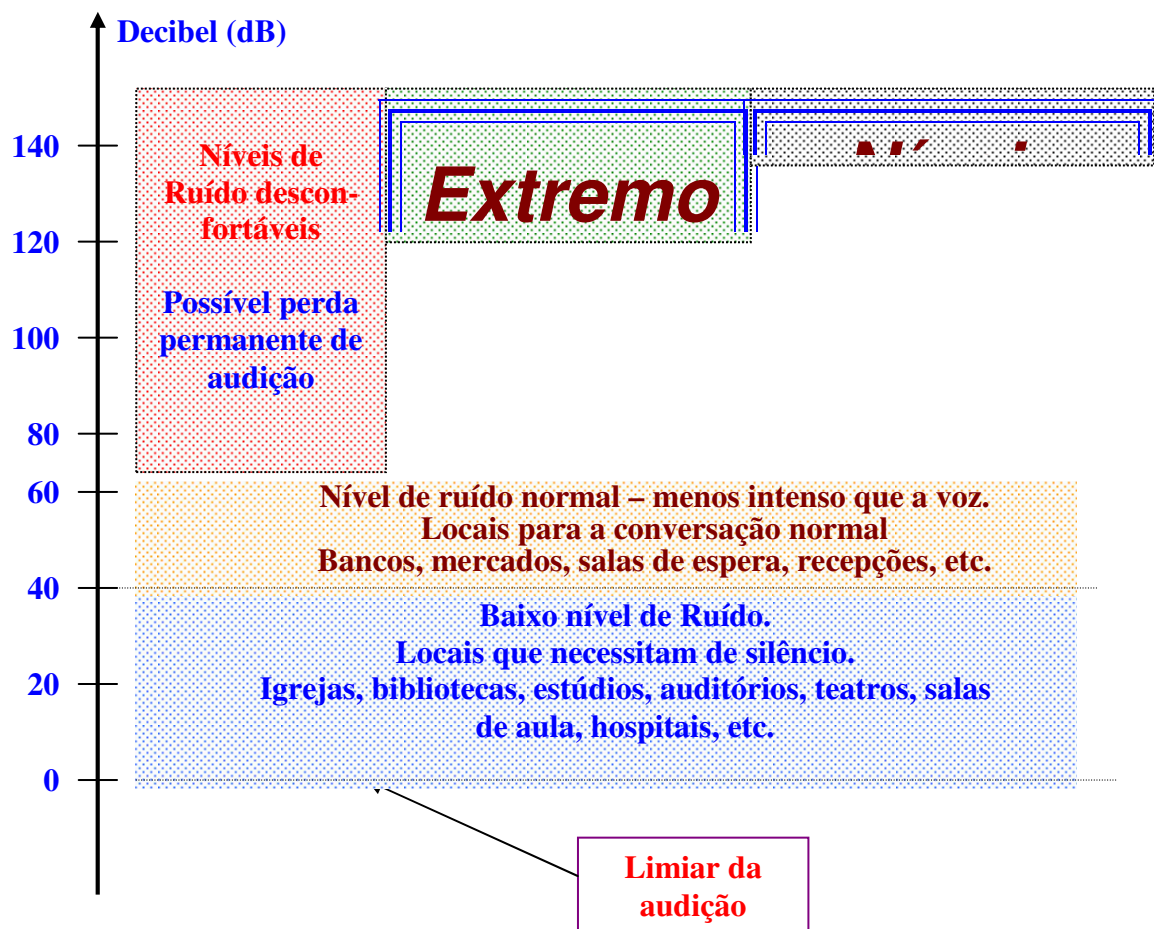 Decibel (dB)
140
120
100
80
60
40
20
0
Níveis de
Ruído descon-
fortáveis
Possível perda
permanente de
audição
Extremo
Nível de ruído normal – menos intenso que a voz.
Locais para a conversação normal
Bancos, mercados, salas de espera, recepções, etc.
Baixo nível de Ruído.
Locais que necessitam de silêncio.
Igrejas, bibliotecas, estúdios, auditórios, teatros, salas
de aula, hospitais, etc.
Limiar da
audição